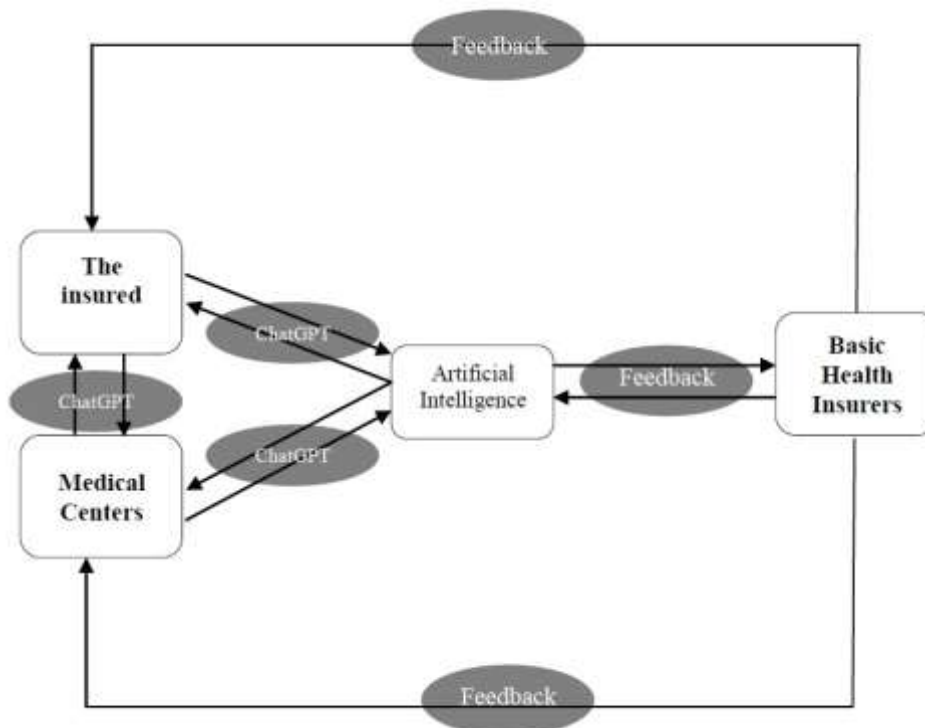 Feedback
The
insured
ChatGPT
ChatGPT
Artificial
Intelligence
Feedback
Basic
Health
Insurers
ChatGPT
Medical
Centers
Feedback